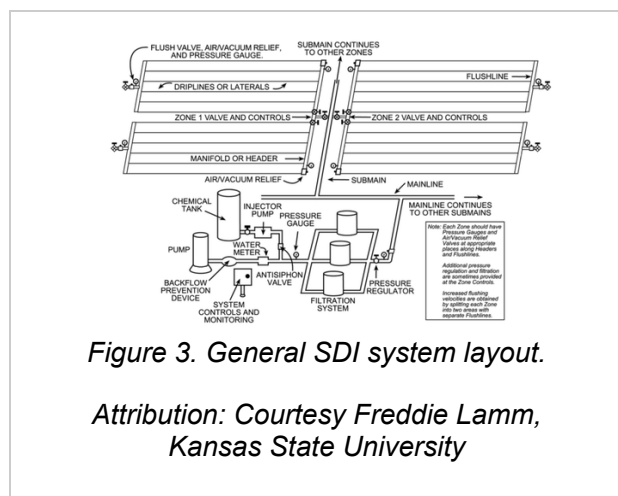 SUBMAIN CONTINUES
TO OTHER ZONES
FLUSH VALVE, AIR/VACUUM RELIEF,
AND PRESSURE GAUGE.
FLUSHLINE
DRIPLINES OR LATERALS
ZONE 1 VALVE AND CONTROLS
ZONE 2 VALVE AND CONTROLS
MANIFOLD OR HEADER
AIR/VACUUM RELIEF
SUBMAIN
MAINLINE
MAINLINE CONTINUES
TO OTHER SUBMAINS
CHEMICAL
TANK
INJECTOR
PUMP
PRESSURE
GAUGE
WATER
METER
PUMP
BACKFLOW
PREVENTION
DEVICE
ANTISIPHON
VALVE
SYSTEM
CONTROLS AND
MONITORING
FILTRATION
SYSTEM
PRESSURE
REGULATOR
Note: Each Zone should have
Pressure Gauges and
Air/Vacuum Relief
Valves at appropriate
places along Headers
and Flushlines.
Additional pressure
regulation and filtration
are sometimes provided
at the Zone Controls.
Increased flushing
velocities are obtained
by splitting each Zone
into two areas with
separate Flushlines.
Figure 3. General SDI system layout.
Attribution: Courtesy Freddie Lamm,
Kansas State University